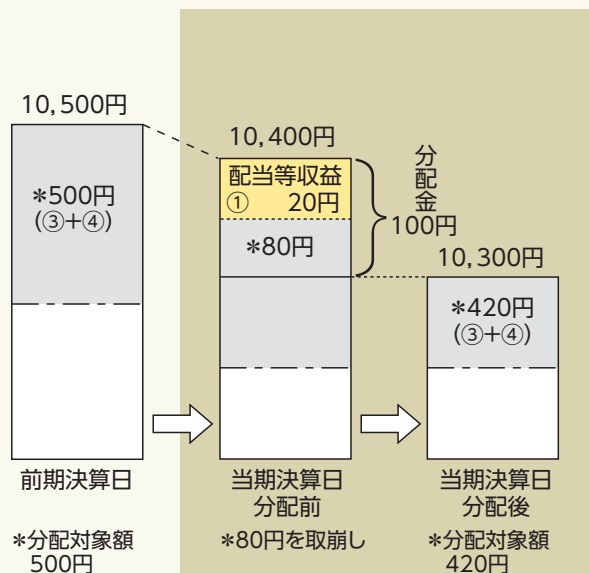 10,500円
*500円
(③+④)
10,400円
配当等収益
① 20円
*80円
分配金
100円
10,300円
*420円
(③+④)
前期決算日
当期決算日
分配前
当期決算日
分配後
*分配対象額
500円
*80円を取崩し
*分配対象額
420円